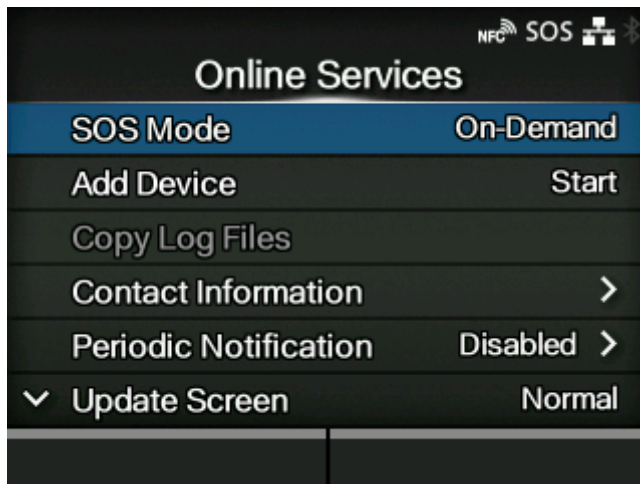 NFC SOS
Online Services
SOS Mode On-Demand
Add Device Start
Copy Log Files
Contact Information
Periodic Notification Disabled
Update Screen Normal